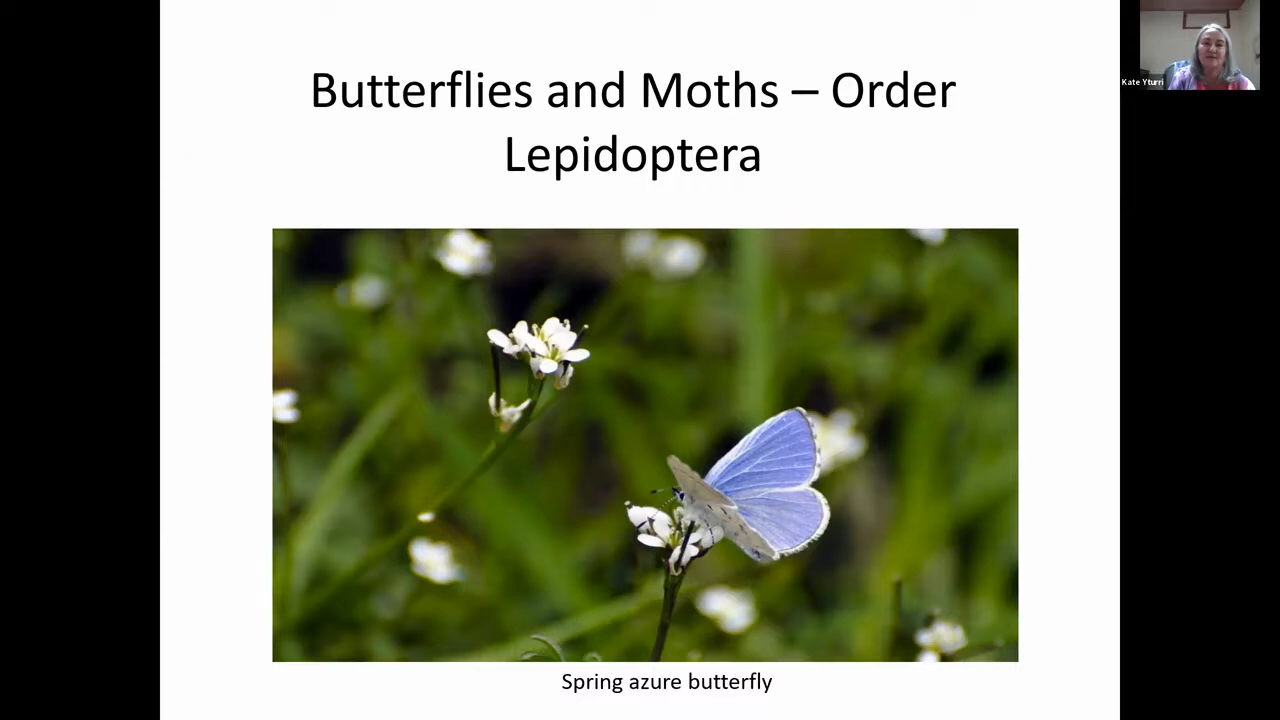 Butterflies and Moths – Order
Lepidoptera
Kate Yturri
Spring azure butterfly